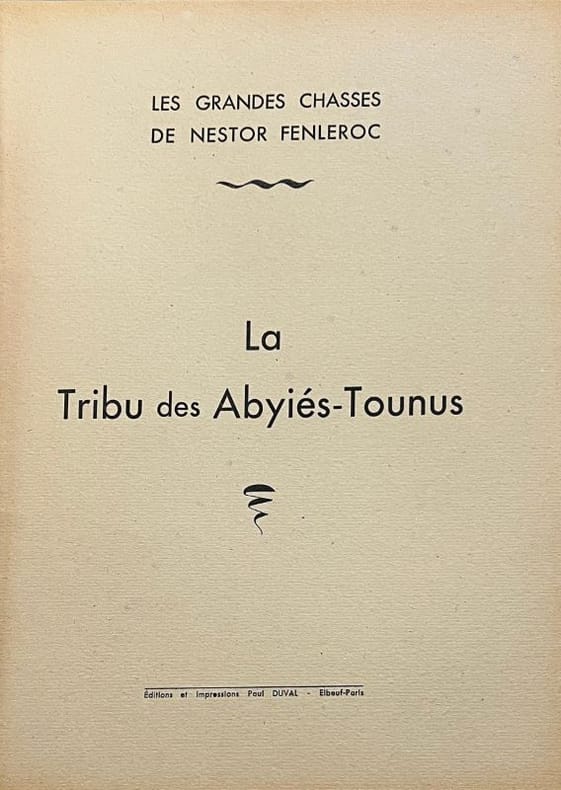 LES GRANDES CHASSES
DE NESTOR FENLEROC
La
Tribu des Abyiés-Tounus
Éditions et Impressions Paul DUVAL - Elbeuf-Paris